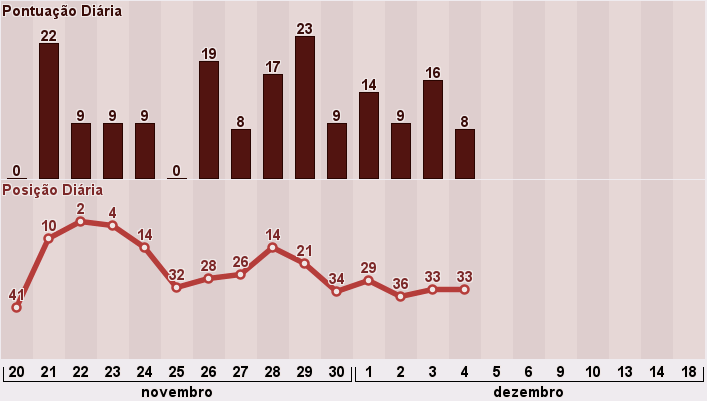 Pontuação Diária
0 22 9 9 9 0 19 8 17 23 9 14 9 16 8
Posição Diária
41 10 2 4 14 32 28 26 14 21 34 29 36 33 33
20 21 22 23 24 25 26 27 28 29 30 1 2 3 4 5 6 9 10 13 14 18
novembro dezembro